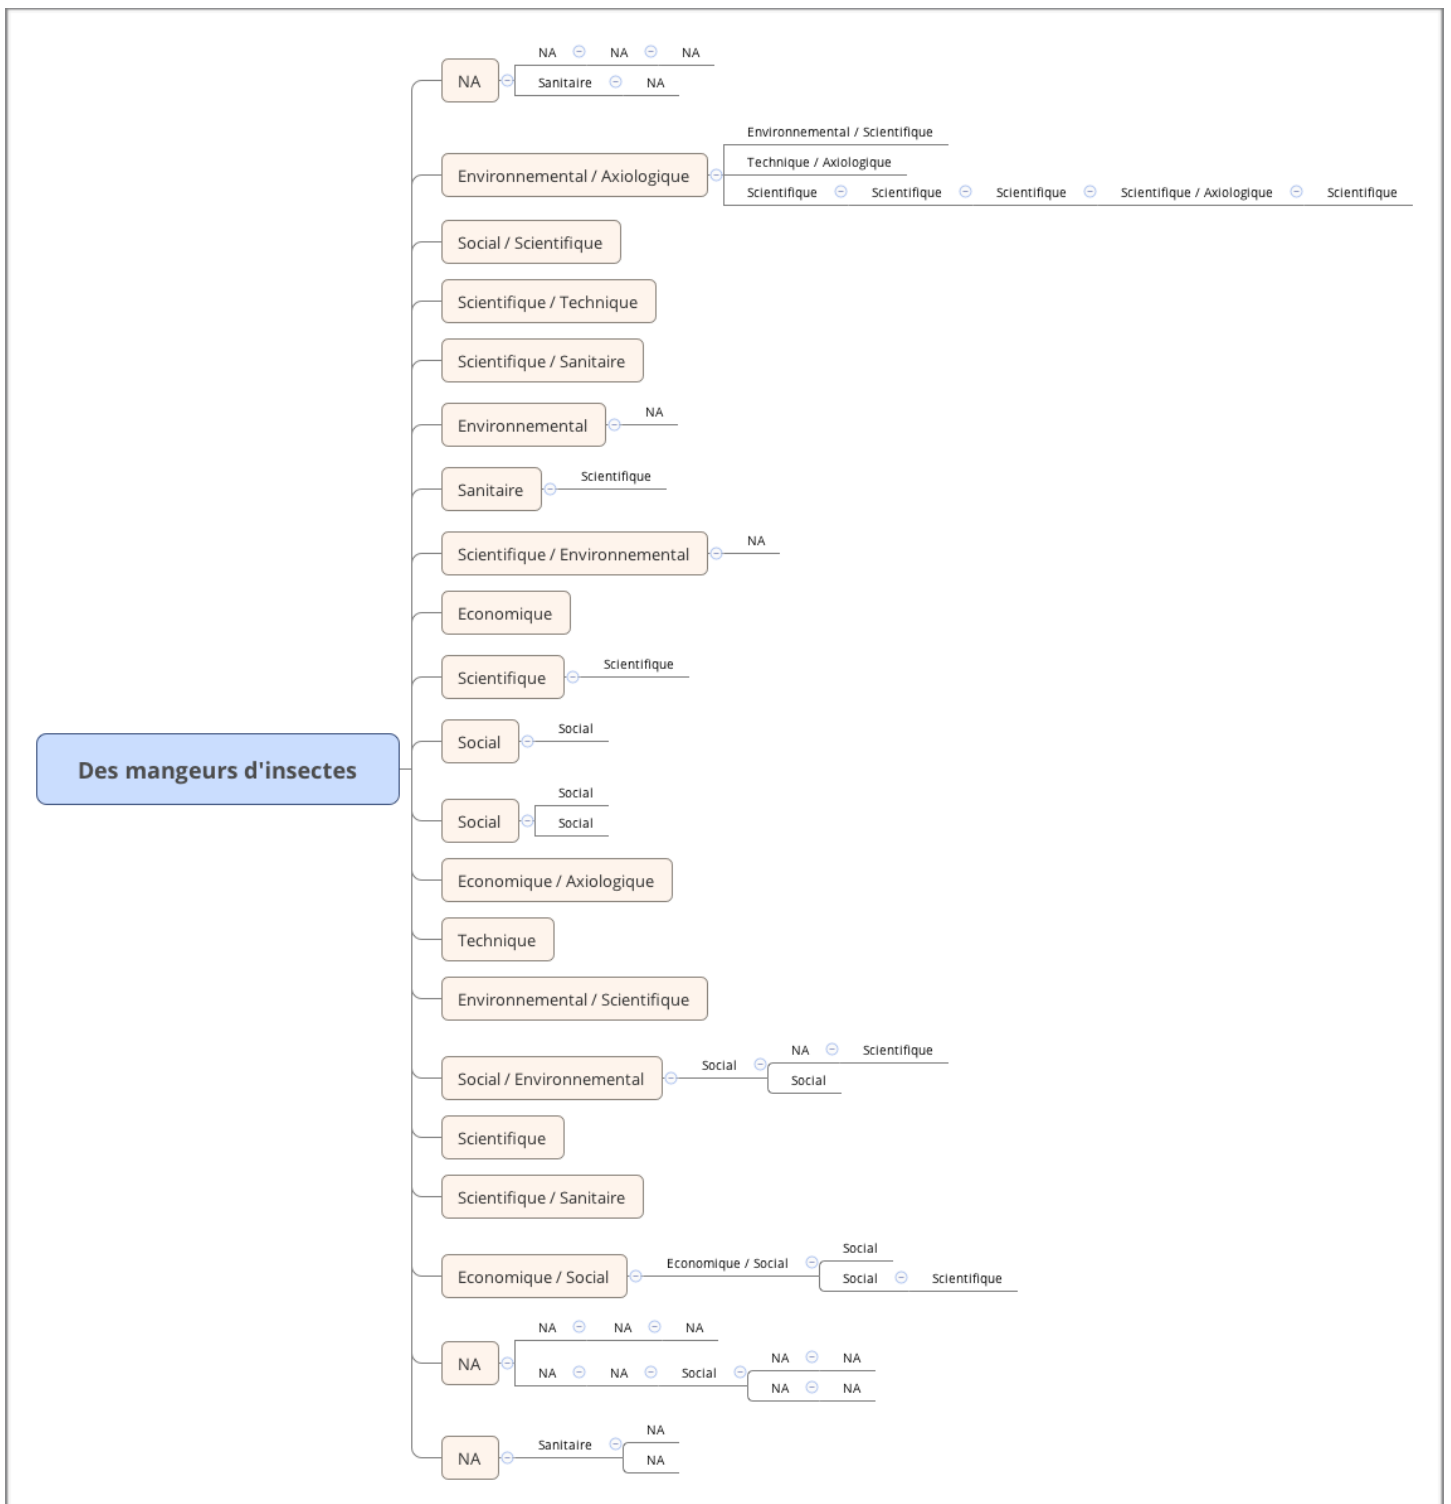 NA NA NA
NA
Sanitaire NA
Environnemental / Scientifique
Technique / Axiologique
Environnemental / Axiologique
Scientifique Scientifique Scientifique Scientifique / Axiologique Scientifique
Social / Scientifique
Scientifique / Technique
Scientifique / Sanitaire
Environnemental NA
Sanitaire Scientifique
Scientifique / Environnemental NA
Economique
Scientifique Scientifique
Social Social
Des mangeurs d'insectes
Social
Social
Social
Economique / Axiologique
Technique
Environnemental / Scientifique
NA Scientifique
Social / Environnemental Social
Social
Scientifique
Scientifique / Sanitaire
Social
Economique / Social Economique / Social
Social Scientifique
NA NA NA
NA
NA NA
NA NA Social
NA NA
NA
NA Sanitaire
NA